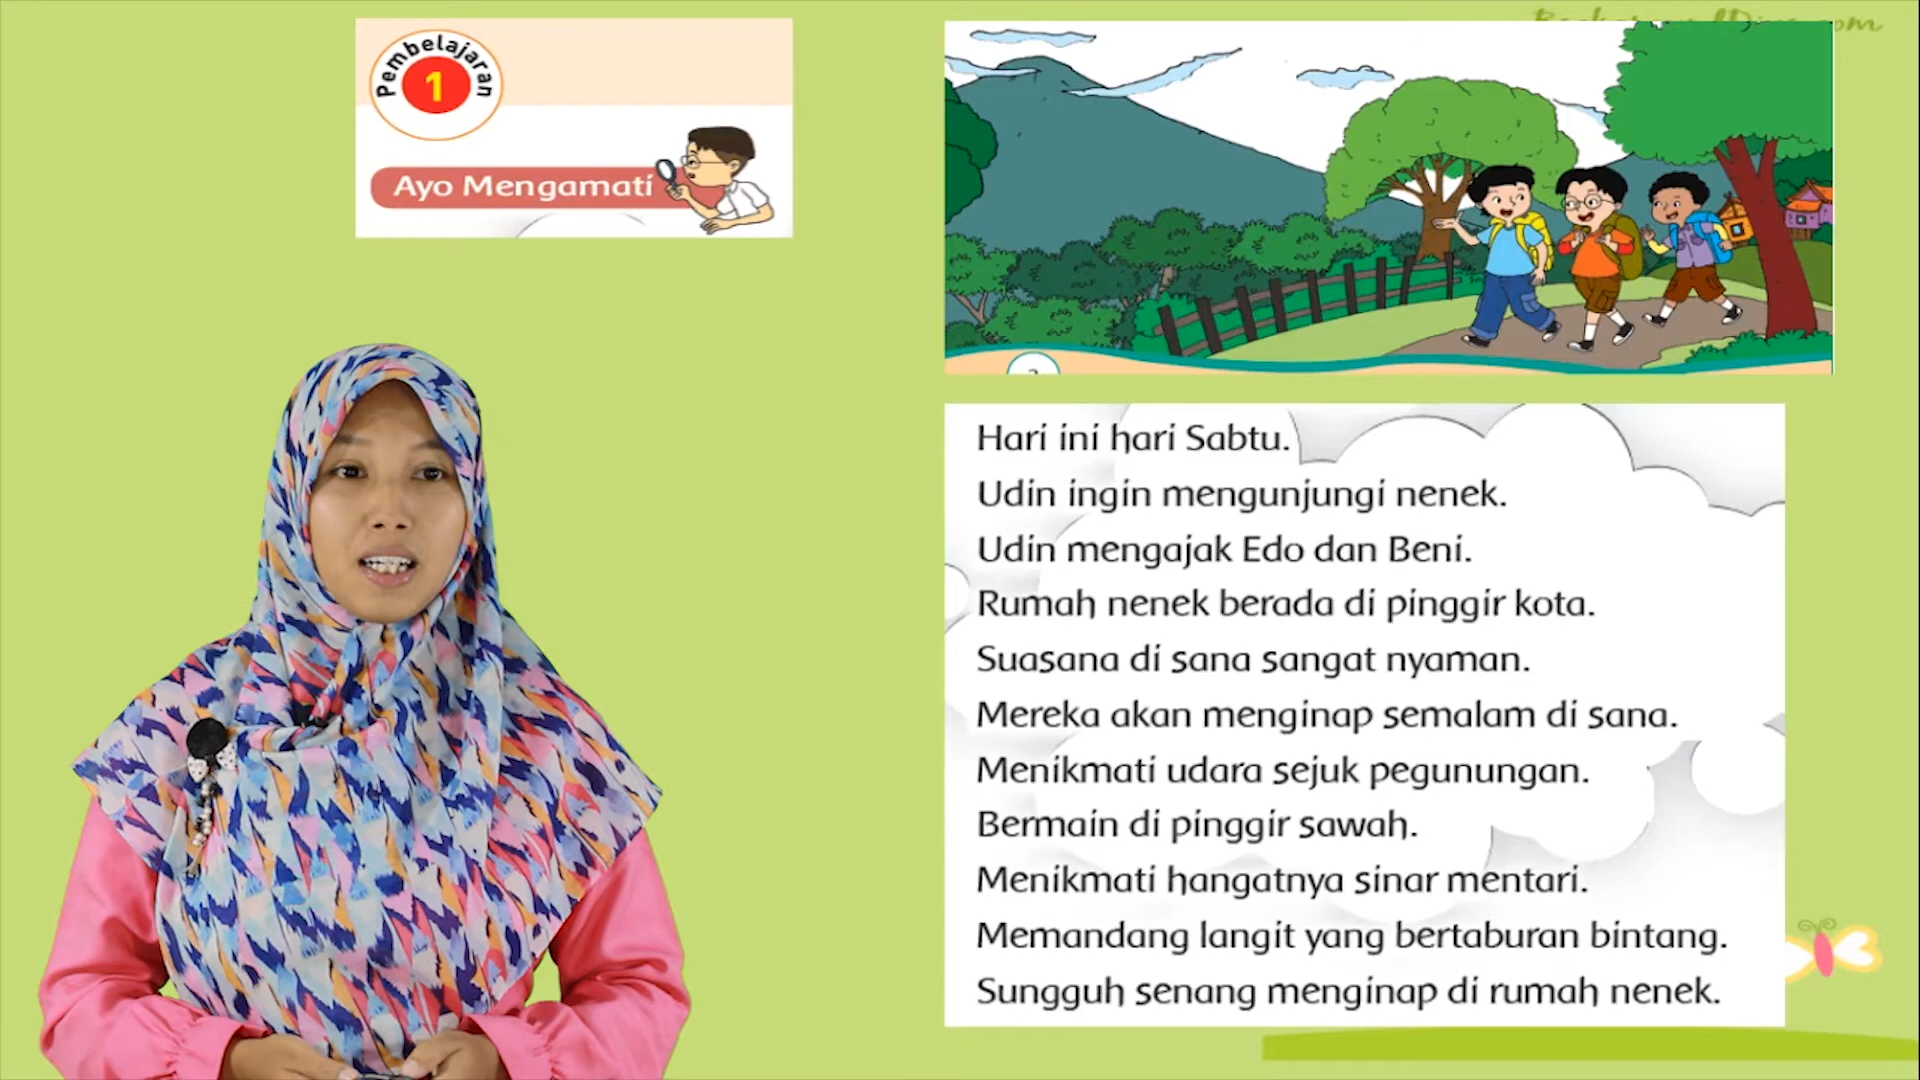 Pembelajaran
1
Ayo Mengamati
Hari ini hari Sabtu.
Udin ingin mengunjungi nenek.
Udin mengajak Edo dan Beni.
Rumah nenek berada di pinggir kota.
Suasana di sana sangat nyaman.
Mereka akan menginap semalam di sana.
Menikmati udara sejuk pegunungan.
Bermain di pinggir sawah.
Menikmati hangatnya sinar mentari.
Memandang langit yang bertaburan bintang.
Sungguh senang menginap di rumah nenek.